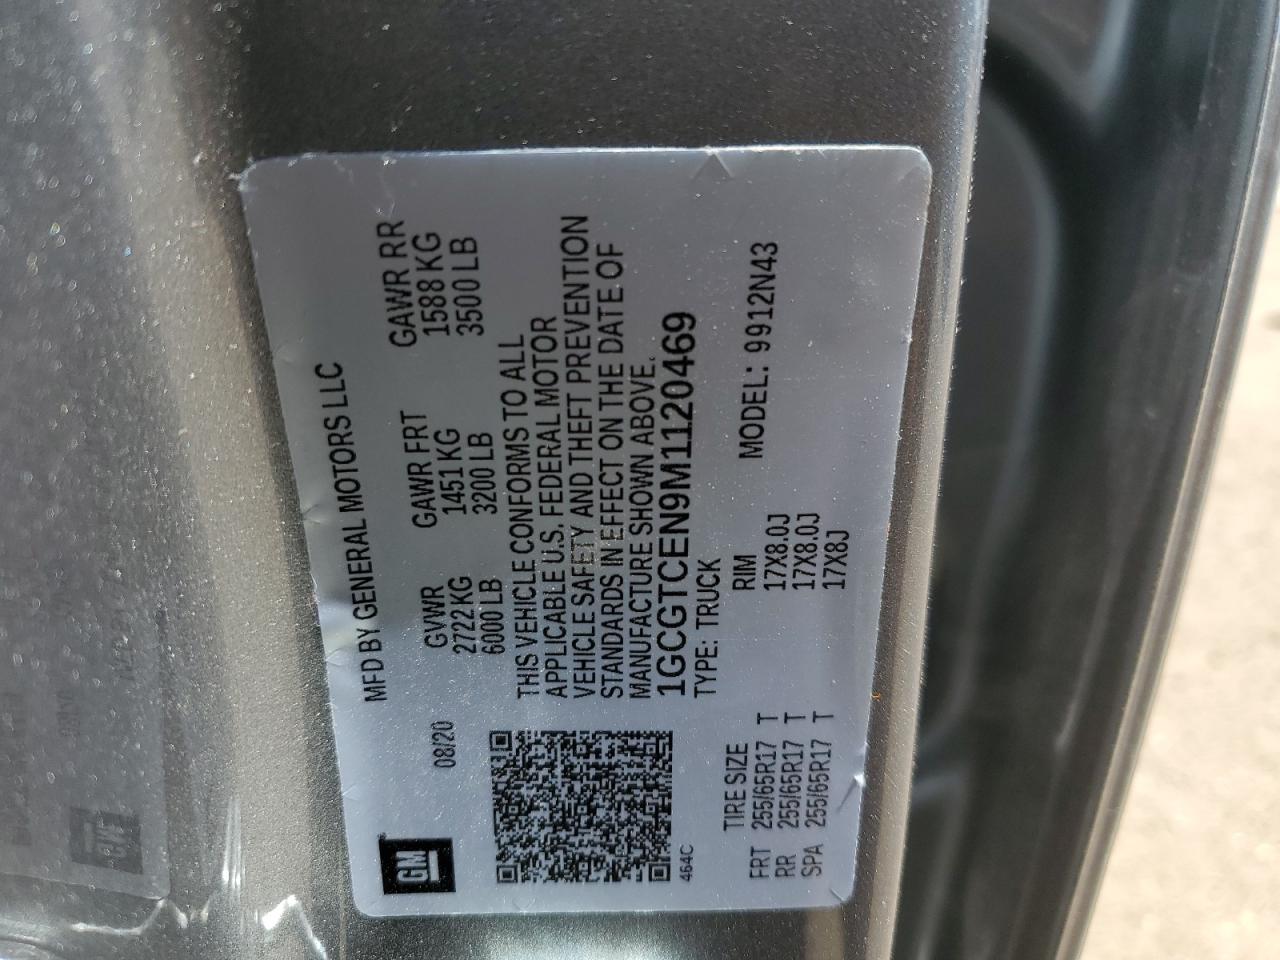 GM
MFD BY GENERAL MOTORS LLC
08/20
GVWR GAWR FRT GAWR RR
2722 KG 1451 KG 1588 KG
6000 LB 3200 LB 3500 LB
THIS VEHICLE CONFORMS TO ALL
APPLICABLE U.S. FEDERAL MOTOR
VEHICLE SAFETY AND THEFT PREVENTION
STANDARDS IN EFFECT ON THE DATE OF
MANUFACTURE SHOWN ABOVE.
1GCGTCEN9M1120469
464C
TYPE: TRUCK
MODEL: 9912N43
TIRE SIZE RIM
FRT 255/65R17 T 17X8.0J
RR 255/65R17 T 17X8.0J
SPA 255/65R17 T 17X8J